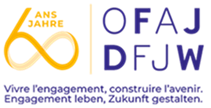 60 ANS
JAHRE
OFAJ
DFJW
Vivre l'engagement, construire l'avenir.
Engagement leben, Zukunft gestalten.